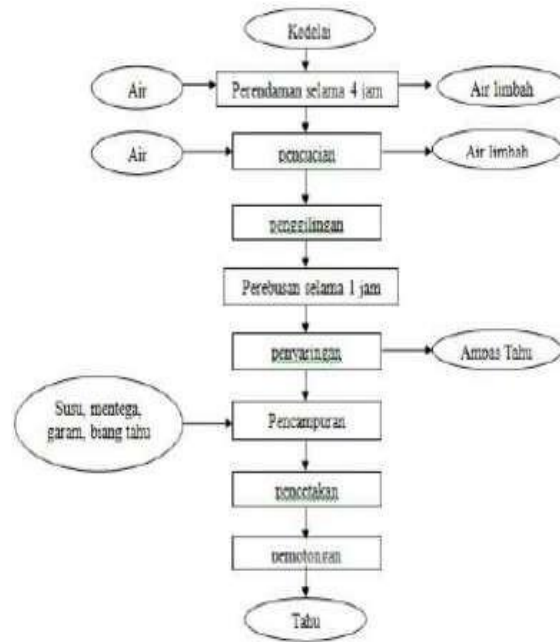 Kedelai
Air
Perendaman selama 4 jam
Air limbah
Air
pencucian
Air limbah
penggilingan
Perebusan selama 1 jam
penyaringan
Ampas Tahu
Susu, mentega,
garam, biang tahu
Pencampuran
pencetakan
pemotongan
Tahu